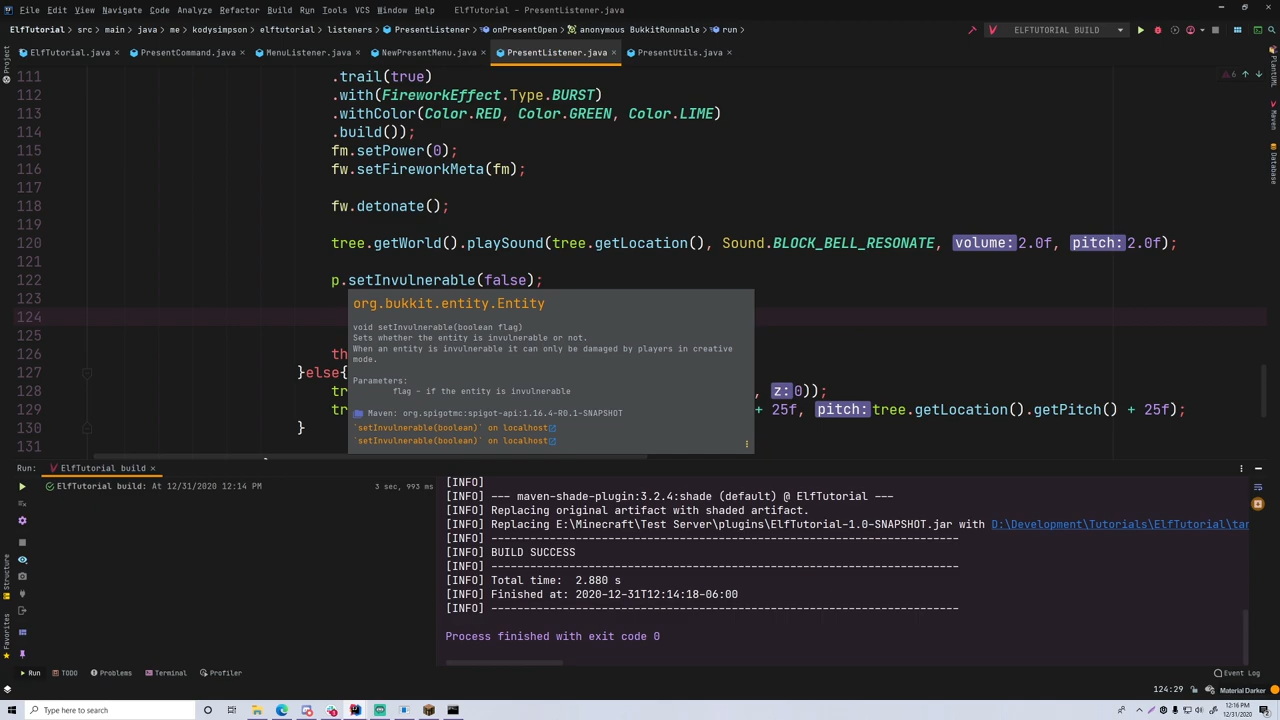 File Edit View Navigate Code Analyze Refactor Build Run Tools VCS Window Help ElfTutorial - PresentListener.java
ElfTutorial › src › main › java › me › kodysimpson › elftutorial › listeners › PresentListener › onPresentOpen › anonymous BukkitRunnable › run ELFTUTORIAL BUILD
ElfTutorial.java PresentCommand.java MenuListener.java NewPresentMenu.java PresentListener.java PresentUtils.java
Project
111 .trail(true)
112 .with(FireworkEffect.Type.BURST)
113 .withColor(Color.RED, Color.GREEN, Color.LIME)
114 .build());
115 fm.setPower(0);
116 fw.setFireworkMeta(fm);
117
118 fw.detonate();
119
120 tree.getWorld().playSound(tree.getLocation(), Sound.BLOCK_BELL_RESONATE, volume: 2.0f, pitch: 2.0f);
121
122 p.setInvulnerable(false);
123
124
125
126 th
127 }else{
128 tr , z: 0));
129 tr + 25f, pitch: tree.getLocation().getPitch() + 25f);
130 }
131
6
PlantUML
Maven
Database
org.bukkit.entity.Entity
void setInvulnerable(boolean flag)
Sets whether the entity is invulnerable or not.
When an entity is invulnerable it can only be damaged by players in creative
mode.
Parameters:
flag – if the entity is invulnerable
Maven: org.spigotmc:spigot-api:1.16.4-R0.1-SNAPSHOT
`setInvulnerable(boolean)` on localhost
`setInvulnerable(boolean)` on localhost
Run: ElfTutorial build
ElfTutorial build: At 12/31/2020 12:14 PM 3 sec, 993 ms
[INFO]
[INFO] --- maven-shade-plugin:3.2.4:shade (default) @ ElfTutorial ---
[INFO] Replacing original artifact with shaded artifact.
[INFO] Replacing E:\Minecraft\Test Server\plugins\ElfTutorial-1.0-SNAPSHOT.jar with D:\Development\Tutorials\ElfTutorial\tar
[INFO] ------------------------------------------------------------------------
[INFO] BUILD SUCCESS
[INFO] ------------------------------------------------------------------------
[INFO] Total time:  2.880 s
[INFO] Finished at: 2020-12-31T12:14:18-06:00
[INFO] ------------------------------------------------------------------------
Process finished with exit code 0
Structure
Favorites
Run TODO Problems Terminal Profiler Event Log
124:29 Material Darker
Type here to search
12:16 PM
12/31/2020